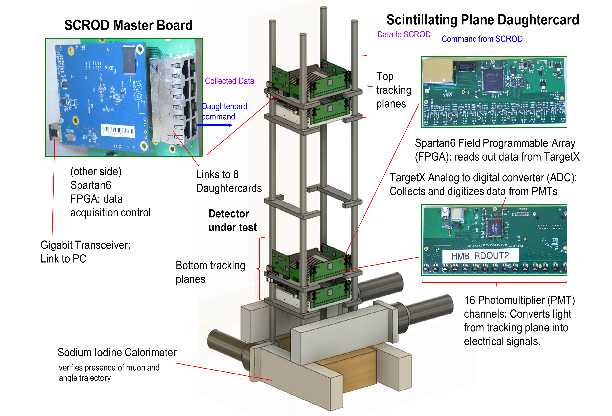 SCROD Master Board
Scintillating Plane Daughtercard
Data to SCROD
Command from SCROD
Collected Data
Daughtercard
command
Top
tracking
planes
Spartan6 Field Programmable Array
(FPGA): reads out data from TargetX
Links to 8
Daughtercards
(other side)
Spartan6
FPGA: data
acquisition control
TargetX Analog to digital converter (ADC):
Collects and digitizes data from PMTs
Detector
under test
HMB RDOUT2
Gigabit Transceiver:
Link to PC
Bottom tracking
planes
16 Photomultiplier (PMT)
channels: Converts light
from tracking plane into
electrical signals.
Sodium Iodine Calorimeter
verifies presence of muon and
angle trajectory